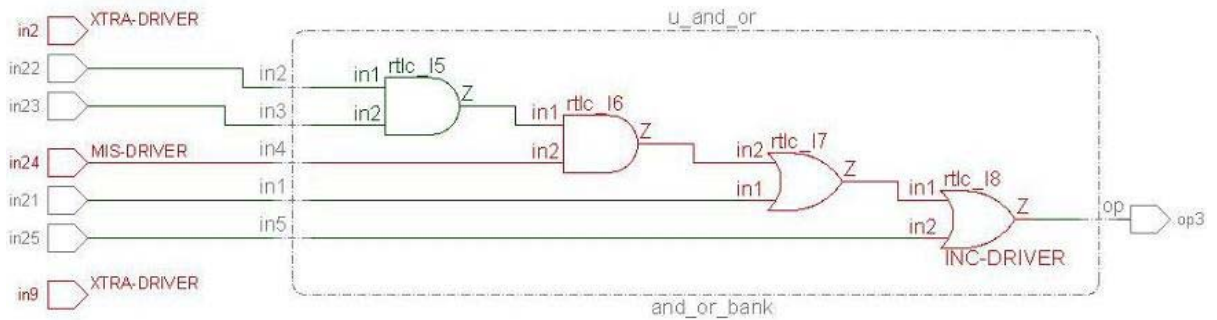 in2 XTRA-DRIVER
u_and_or
in22 in2 in1 rtlc_I5
Z
in23 in3 in2
in1 rtlc_I6
Z
in24 MIS-DRIVER in4 in2
in2 rtlc_I7
Z
in21 in1 in1
in1 rtlc_I8
Z
op op3
in25 in5 in2
INC-DRIVER
in9 XTRA-DRIVER
and_or_bank